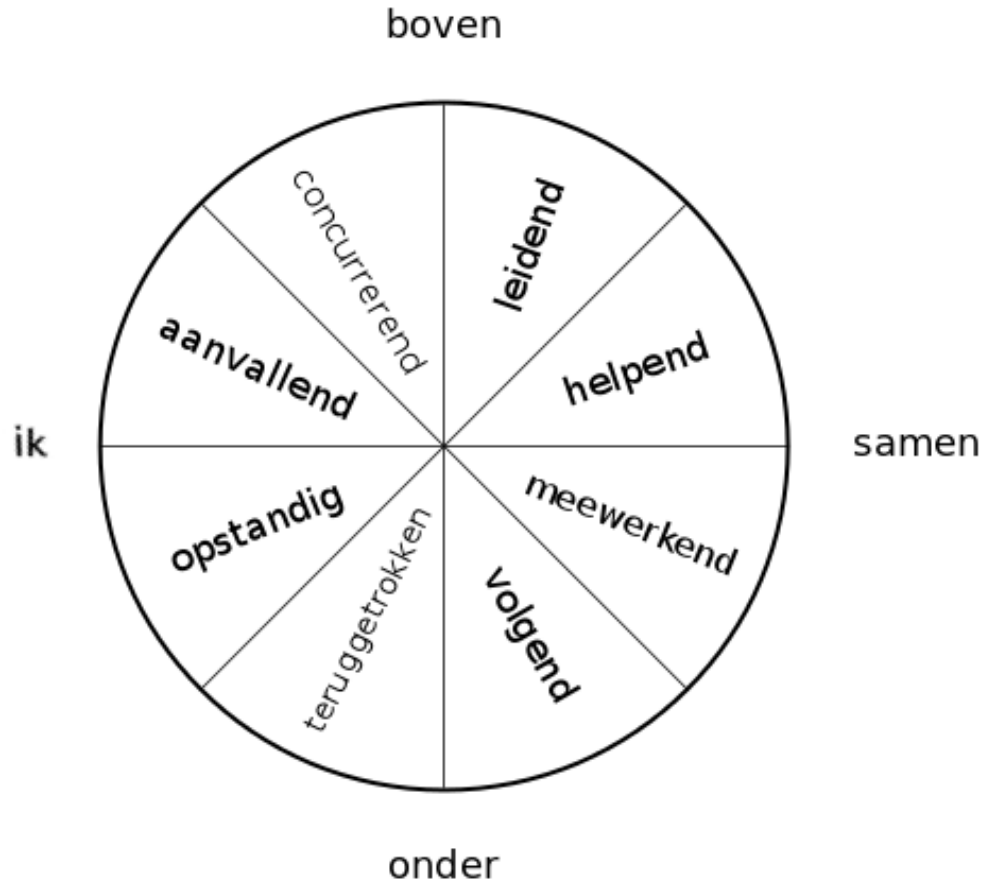 boven
concurrerend
leidend
aanvallend
helpend
ik
samen
opstandig
meewerkend
teruggetrokken
volgend
onder